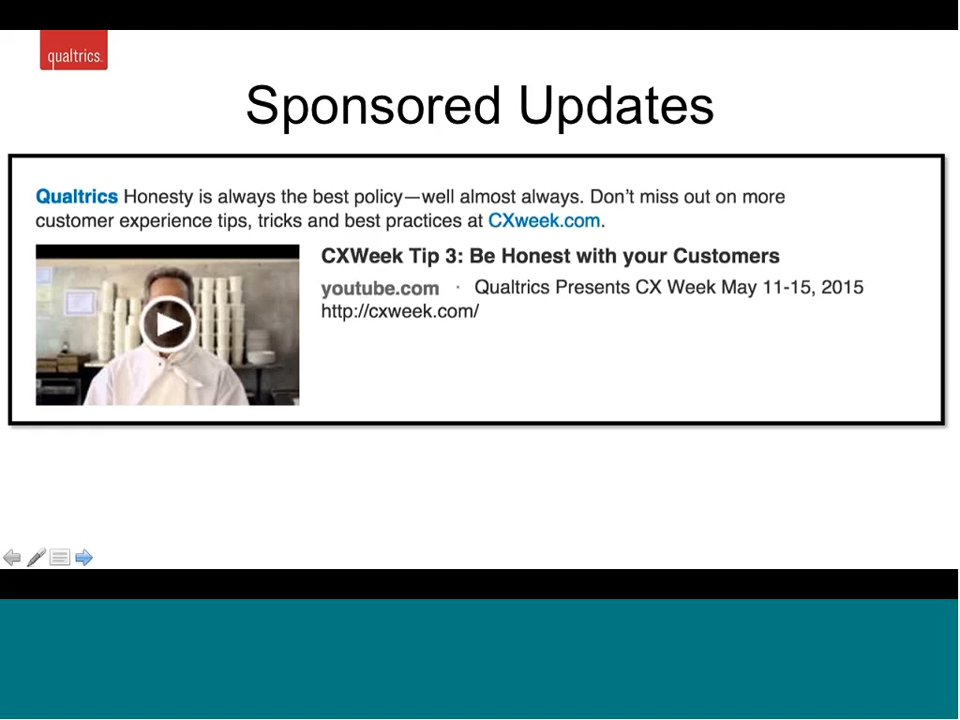 qualtrics.
Sponsored Updates
Qualtrics Honesty is always the best policy—well almost always. Don’t miss out on more
customer experience tips, tricks and best practices at CXweek.com.
CXWeek Tip 3: Be Honest with your Customers
youtube.com · Qualtrics Presents CX Week May 11-15, 2015
http://cxweek.com/